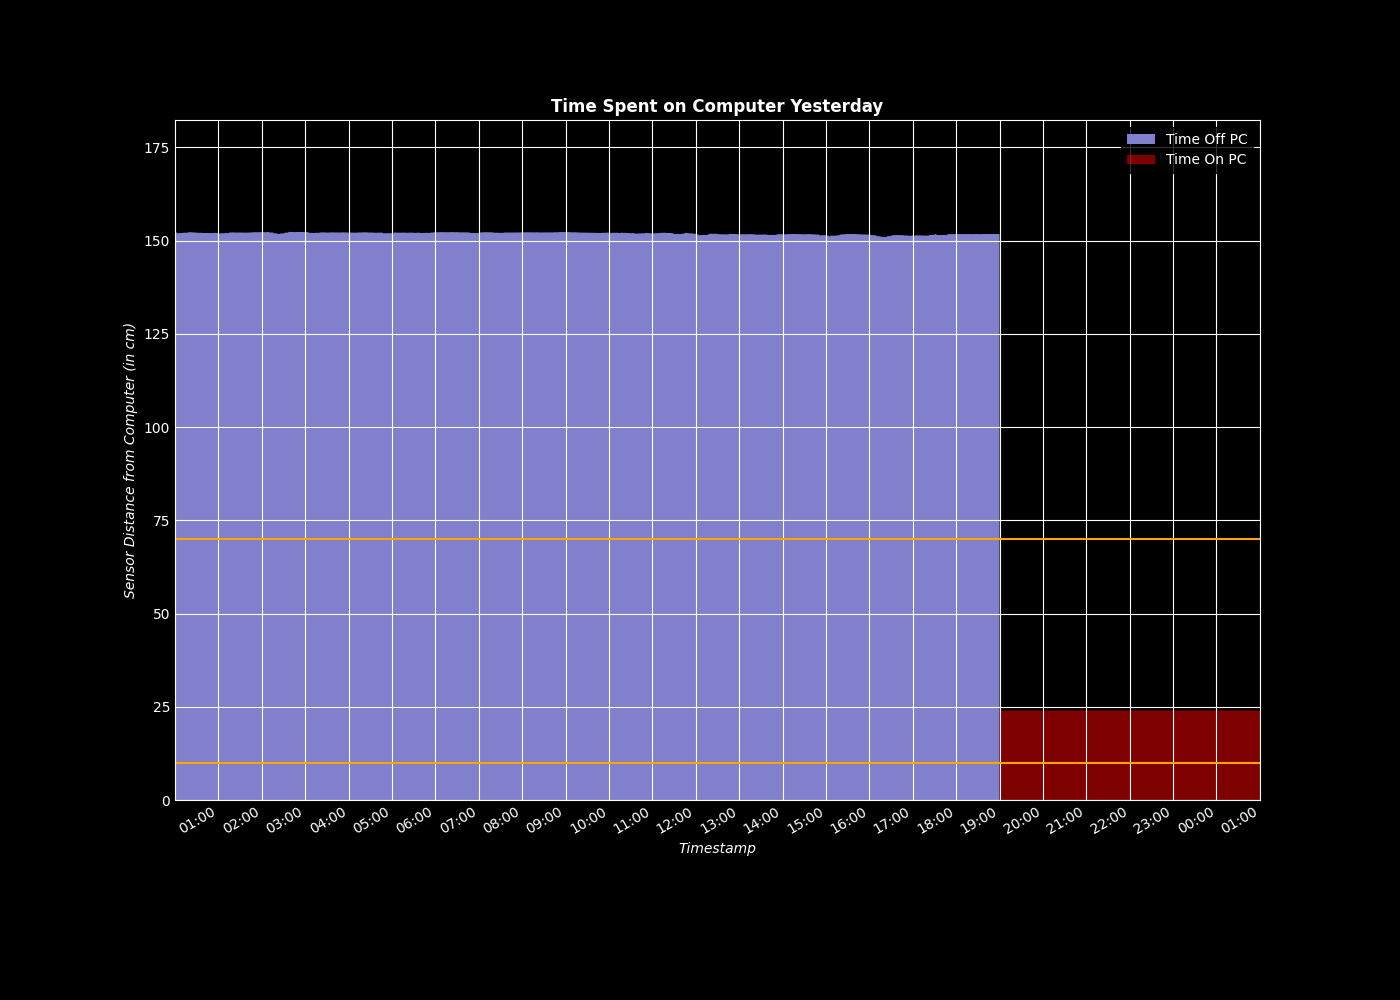 Time Spent on Computer Yesterday
Time Off PC
Time On PC
175
150
125
100
75
50
25
0
Sensor Distance from Computer (in cm)
01:00 02:00 03:00 04:00 05:00 06:00 07:00 08:00 09:00 10:00 11:00 12:00 13:00 14:00 15:00 16:00 17:00 18:00 19:00 20:00 21:00 22:00 23:00 00:00 01:00
Timestamp